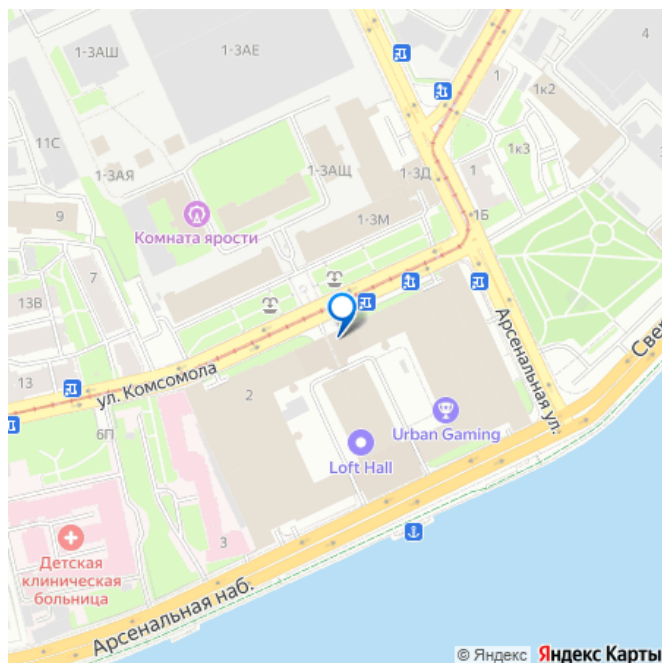 1-3АШ
1-3АЕ
4
1
1к2
11С
1-3АЯ
1-3АЩ
1-3Д
1
1к3
9
Комната ярости
1-3М
1Б
7
13В
Арсенальная ул.
13
ул. Комсомола
2
6П
Urban Gaming
Loft Hall
3
Детская
клиническая
больница
Арсенальная наб.
© Яндекс Яндекс Карты